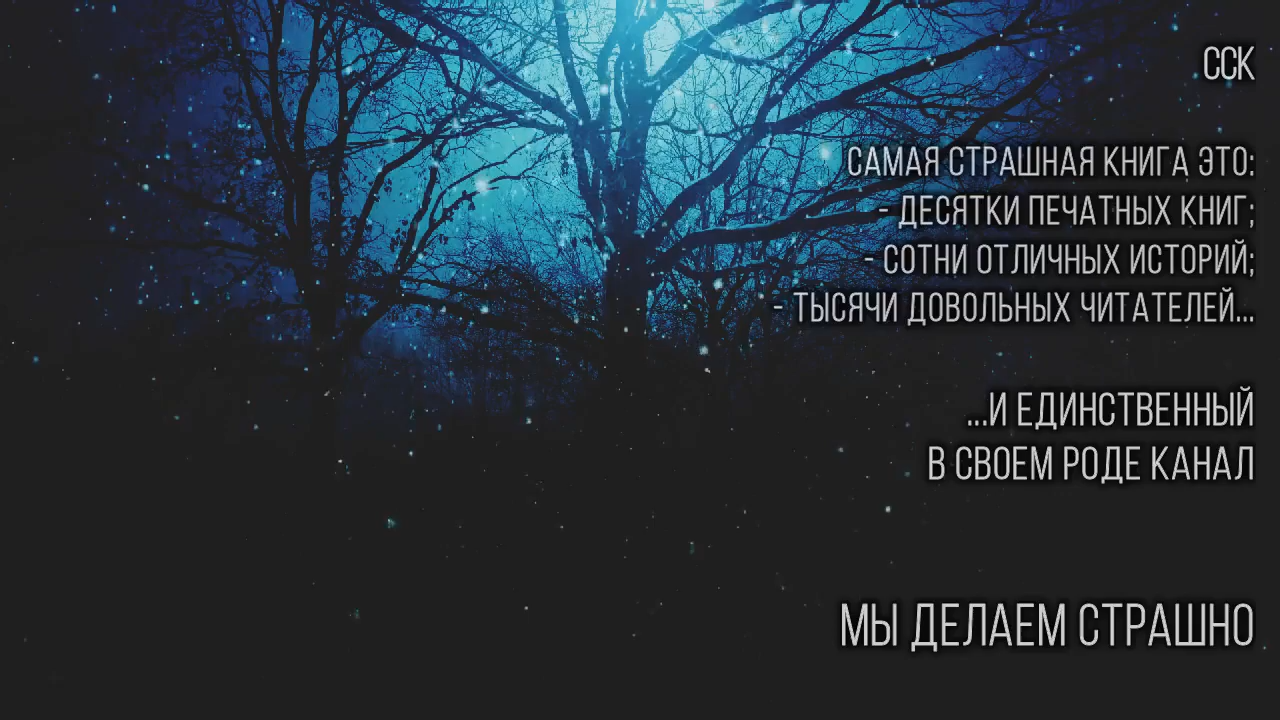 ССК
САМАЯ СТРАШНАЯ КНИГА ЭТО:
- ДЕСЯТКИ ПЕЧАТНЫХ КНИГ;
- СОТНИ ОТЛИЧНЫХ ИСТОРИЙ;
- ТЫСЯЧИ ДОВОЛЬНЫХ ЧИТАТЕЛЕЙ...
...И ЕДИНСТВЕННЫЙ
В СВОЕМ РОДЕ КАНАЛ
МЫ ДЕЛАЕМ СТРАШНО